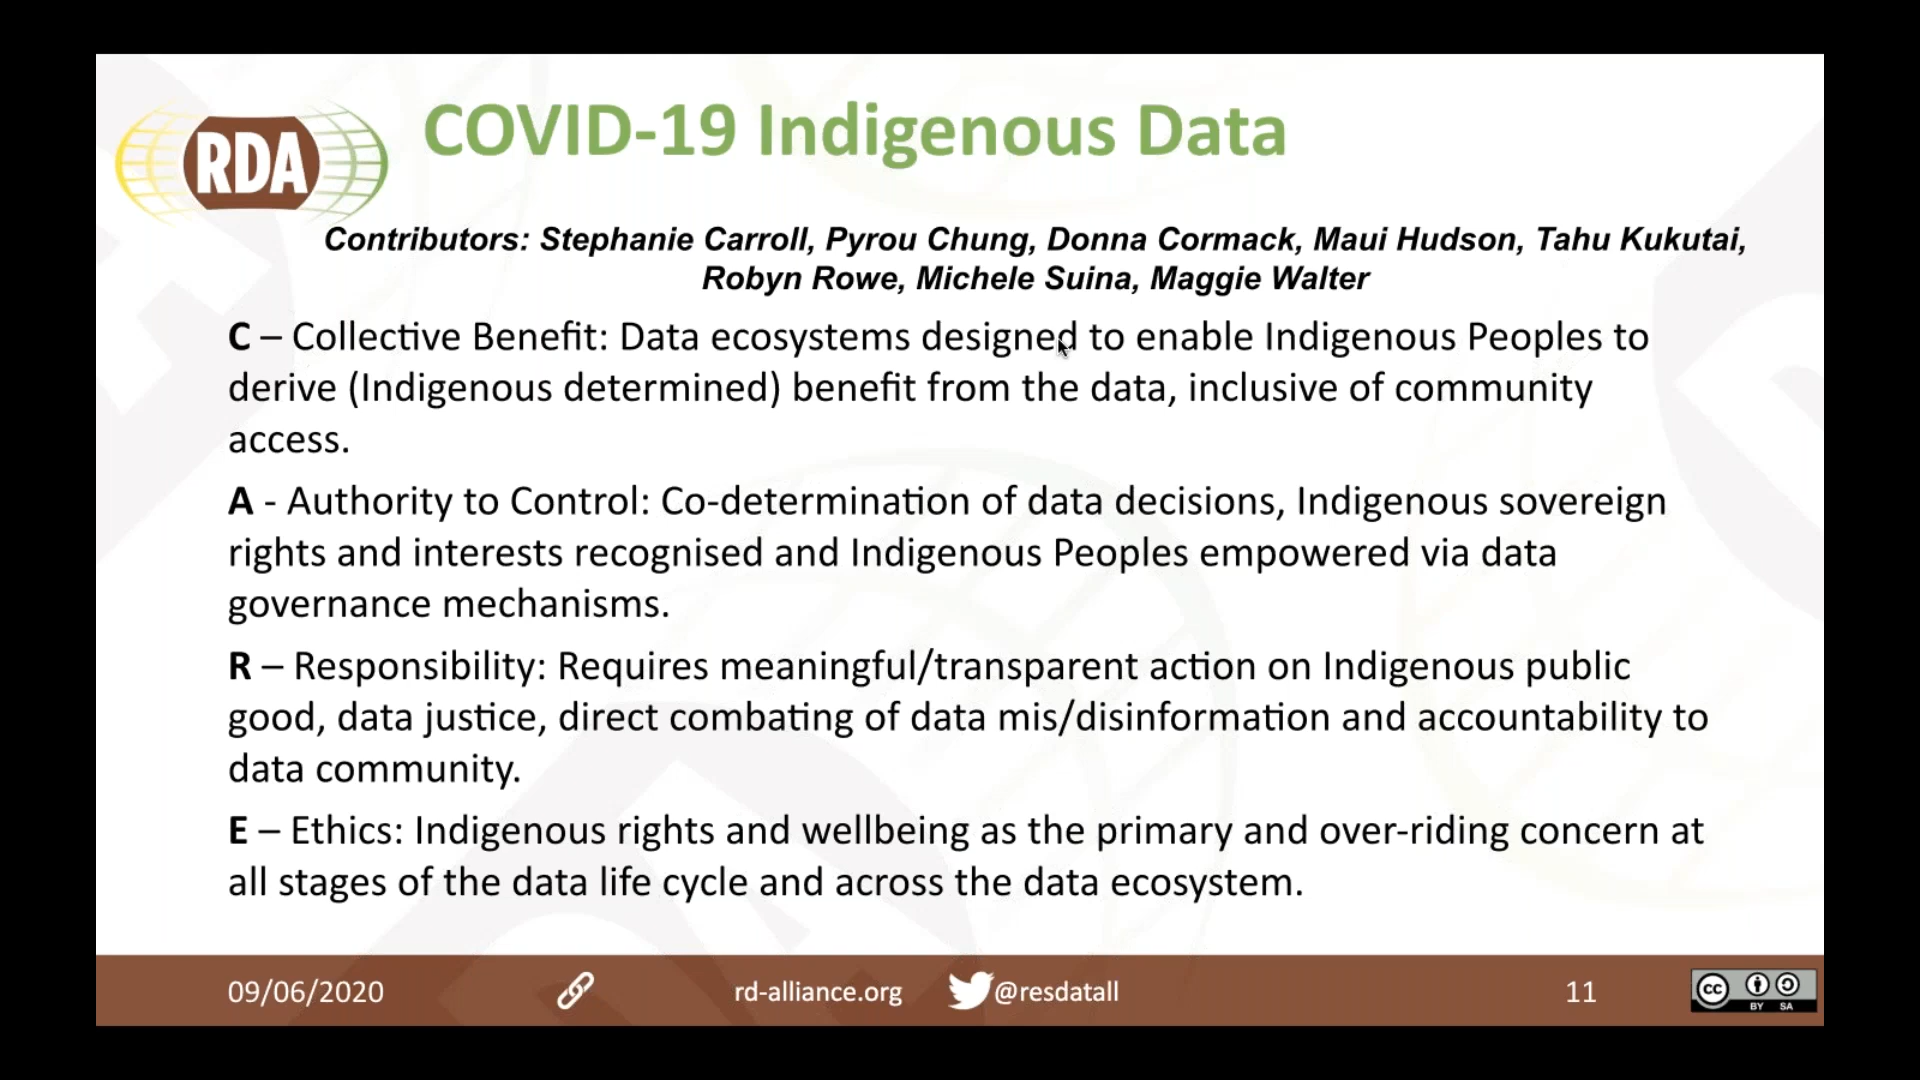 RDA
COVID-19 Indigenous Data
Contributors: Stephanie Carroll, Pyrou Chung, Donna Cormack, Maui Hudson, Tahu Kukutai,
Robyn Rowe, Michele Suina, Maggie Walter
C – Collective Benefit: Data ecosystems designed to enable Indigenous Peoples to
derive (Indigenous determined) benefit from the data, inclusive of community
access.
A - Authority to Control: Co-determination of data decisions, Indigenous sovereign
rights and interests recognised and Indigenous Peoples empowered via data
governance mechanisms.
R – Responsibility: Requires meaningful/transparent action on Indigenous public
good, data justice, direct combating of data mis/disinformation and accountability to
data community.
E – Ethics: Indigenous rights and wellbeing as the primary and over-riding concern at
all stages of the data life cycle and across the data ecosystem.
09/06/2020 rd-alliance.org @resdatall 11
cc BY SA